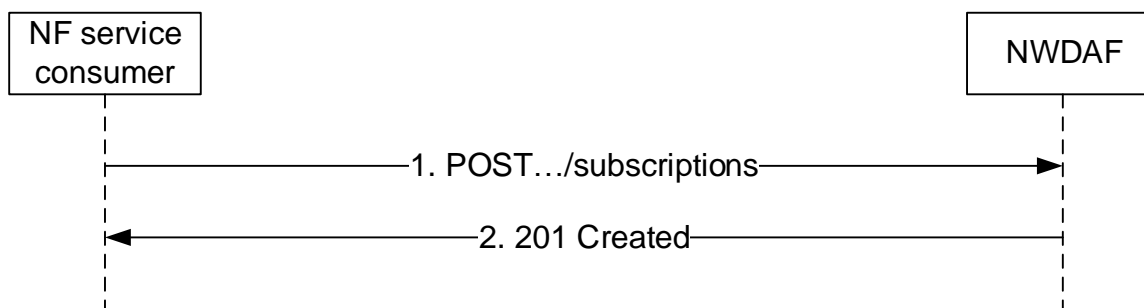 NF service
consumer
NWDAF
1. POST…/subscriptions
2. 201 Created